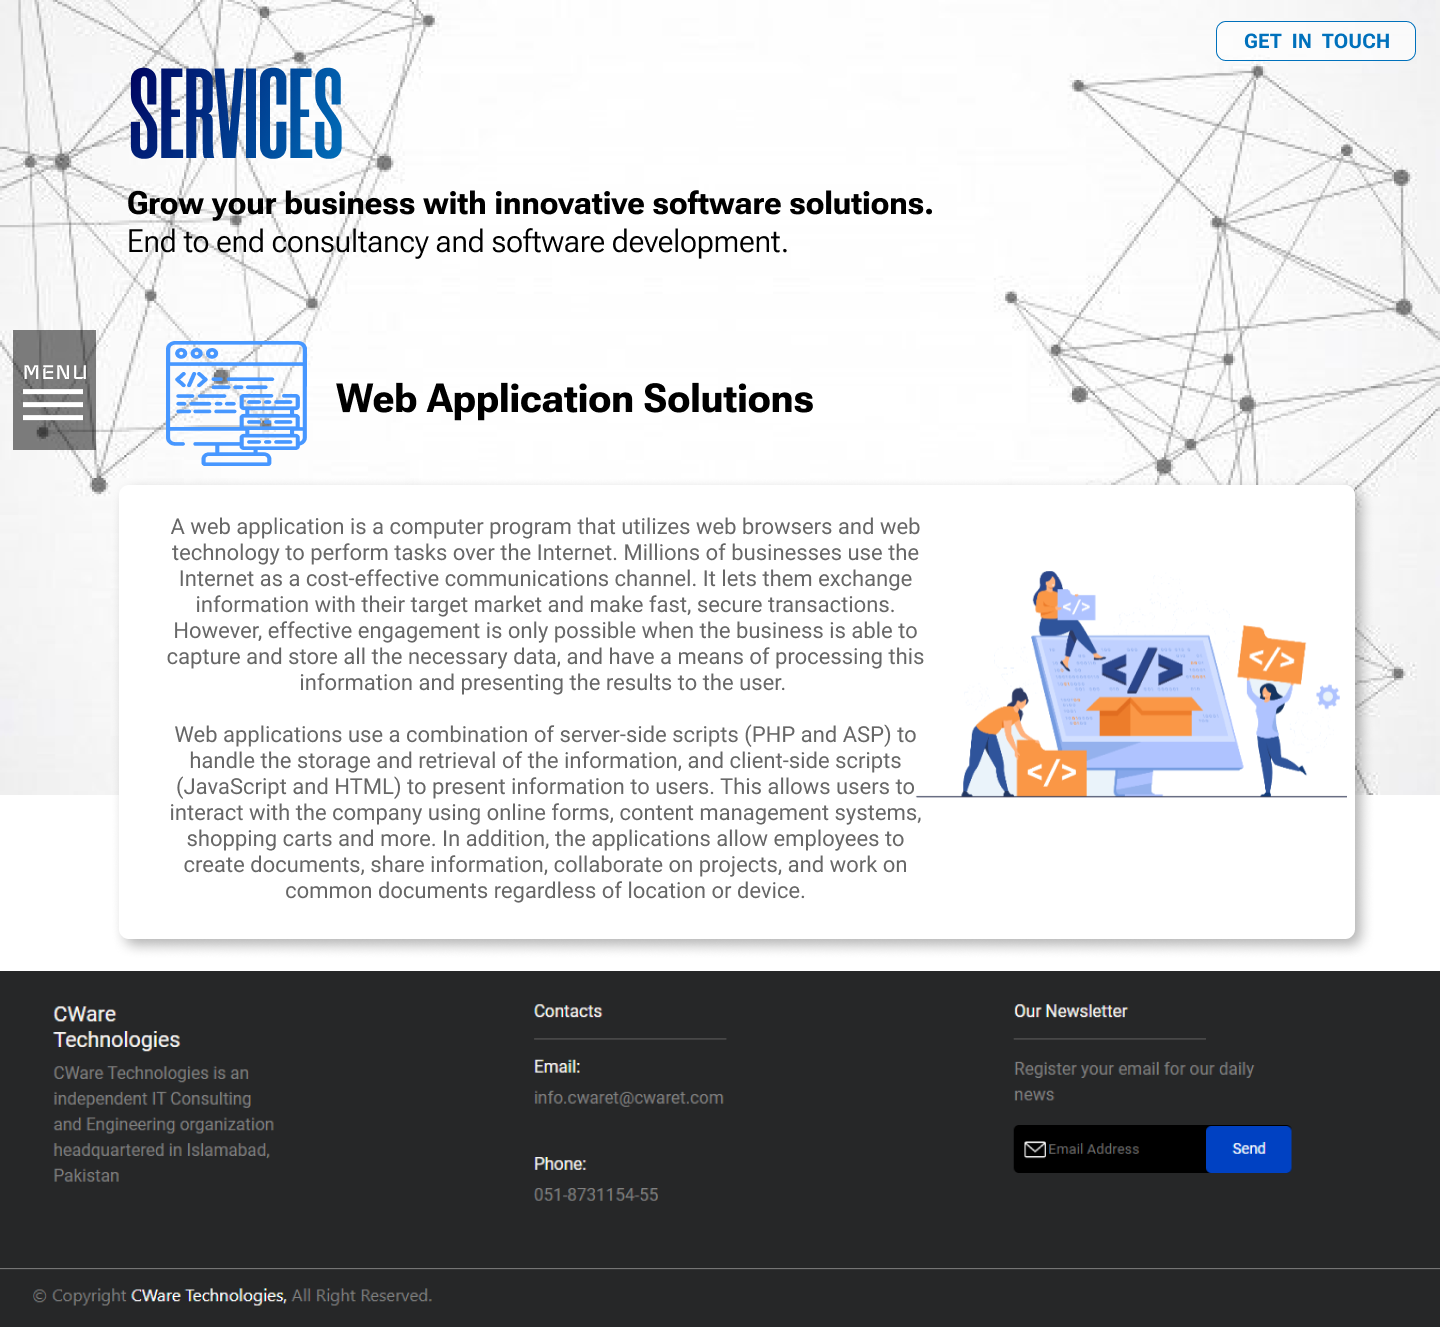 GET IN TOUCH
SERVICES
Grow your business with innovative software solutions.
End to end consultancy and software development.
MENU
</>
Web Application Solutions
A web application is a computer program that utilizes web browsers and web
technology to perform tasks over the Internet. Millions of businesses use the
Internet as a cost-effective communications channel. It lets them exchange
information with their target market and make fast, secure transactions.
However, effective engagement is only possible when the business is able to
capture and store all the necessary data, and have a means of processing this
information and presenting the results to the user.
Web applications use a combination of server-side scripts (PHP and ASP) to
handle the storage and retrieval of the information, and client-side scripts
(JavaScript and HTML) to present information to users. This allows users to
interact with the company using online forms, content management systems,
shopping carts and more. In addition, the applications allow employees to
create documents, share information, collaborate on projects, and work on
common documents regardless of location or device.
</>
</>
</>
</>
CWare
Technologies
CWare Technologies is an
independent IT Consulting
and Engineering organization
headquartered in Islamabad,
Pakistan
Contacts
Email:
info.cwaret@cwaret.com
Phone:
051-8731154-55
Our Newsletter
Register your email for our daily
news
Email Address
Send
© Copyright CWare Technologies, All Right Reserved.